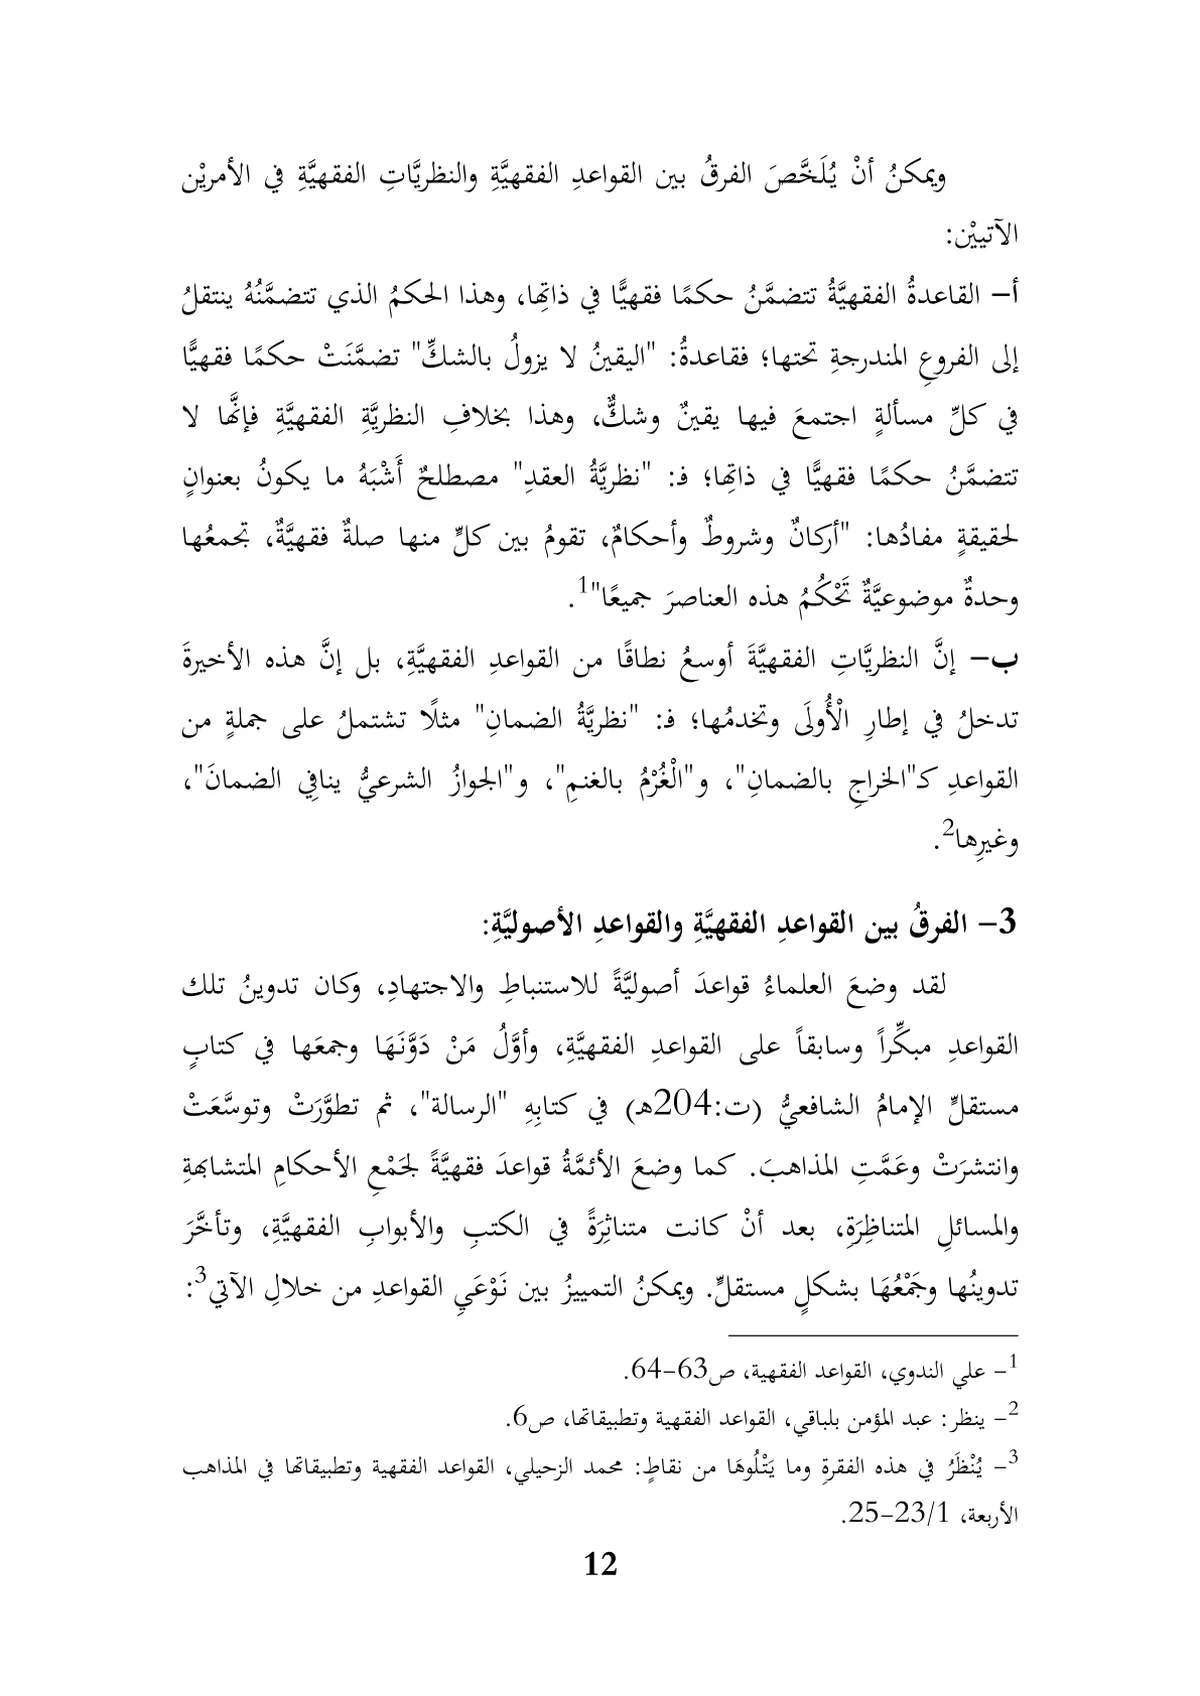 ويمكنُ أنْ يُلَخَّصَ الفرقُ بين القواعدِ الفقهيَّةِ والنظريَّاتِ الفقهيَّةِ في الأمريْن
الآتييْن:
أ- القاعدةُ الفقهيَّةُ تتضمَّنُ حكمًا فقهيًّا في ذاتِها، وهذا الحكمُ الذي تتضمَّنُهُ ينتقلُ
إلى الفروعِ المندرجةِ تحتها؛ فقاعدةُ: "اليقينُ لا يزولُ بالشكِّ" تضمَّنَتْ حكمًا فقهيًّا
في كلِّ مسألةٍ اجتمعَ فيها يقينٌ وشكٌّ، وهذا بخلافِ النظريَّةِ الفقهيَّةِ فإنَّها لا
تتضمَّنُ حكمًا فقهيًّا في ذاتِها؛ فـ: "نظريَّةُ العقدِ" مصطلحٌ أَشْبَهُ ما يكونُ بعنوانٍ
لحقيقةٍ مفادُها: "أركانٌ وشروطٌ وأحكامٌ، تقومُ بين كلٍّ منها صلةٌ فقهيَّةٌ، تجمعُها
وحدةٌ موضوعيَّةٌ تَحْكُمُ هذه العناصرَ جميعًا"1.
ب- إنَّ النظريَّاتِ الفقهيَّةَ أوسعُ نطاقًا من القواعدِ الفقهيَّةِ، بل إنَّ هذه الأخيرةَ
تدخلُ في إطارِ الْأُولَى وتخدمُها؛ فـ: "نظريَّةُ الضمانِ" مثلًا تشتملُ على جملةٍ من
القواعدِ كـ"الخراجِ بالضمانِ"، و"الْغُرْمُ بالغنمِ"، و"الجوازُ الشرعيُّ ينافِي الضمانَ"،
وغيرِها2.
3- الفرقُ بين القواعدِ الفقهيَّةِ والقواعدِ الأصوليَّةِ:
لقد وضعَ العلماءُ قواعدَ أصوليَّةً للاستنباطِ والاجتهادِ، وكان تدوينُ تلك
القواعدِ مبكِّراً وسابقاً على القواعدِ الفقهيَّةِ، وأوَّلُ مَنْ دَوَّنَهَا وجمعَها في كتابٍ
مستقلٍّ الإمامُ الشافعيُّ (ت:204هـ) في كتابِهِ "الرسالة"، ثم تطوَّرَتْ وتوسَّعَتْ
وانتشرَتْ وعَمَّتِ المذاهبَ. كما وضعَ الأئمَّةُ قواعدَ فقهيَّةً لجَمْعِ الأحكامِ المتشابهةِ
والمسائلِ المتناظِرَةِ، بعد أنْ كانت متناثِرَةً في الكتبِ والأبوابِ الفقهيَّةِ، وتأخَّرَ
تدوينُها وجَمْعُهَا بشكلٍ مستقلٍّ. ويمكنُ التمييزُ بين نَوْعَيِ القواعدِ من خلالِ الآتي3:
1- علي الندوي، القواعد الفقهية، ص63-64.
2- ينظر: عبد المؤمن بلباقي، القواعد الفقهية وتطبيقاتها، ص6.
3- يُنْظَرُ في هذه الفقرةِ وما يَتْلُوهَا من نقاطٍ: محمد الزحيلي، القواعد الفقهية وتطبيقاتها في المذاهب
الأربعة، 23/1-25.
12